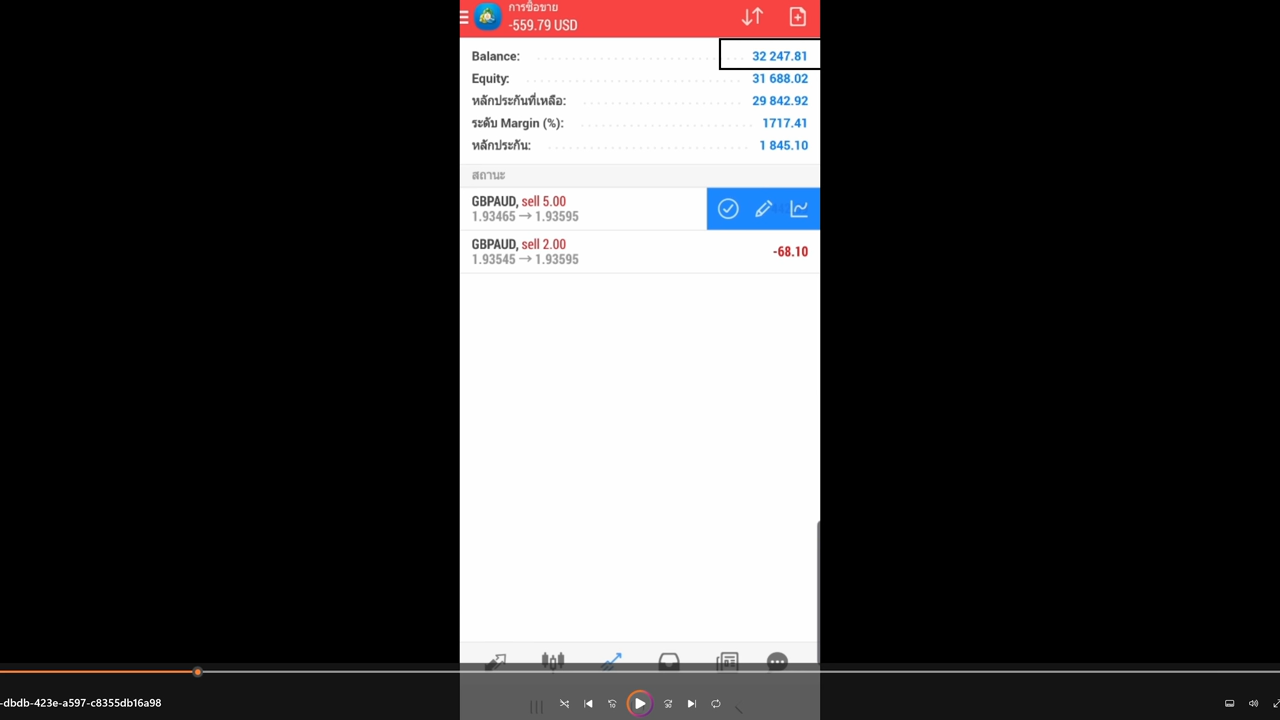 การซื้อขาย
-559.79 USD
Balance: 32 247.81
Equity: 31 688.02
หลักประกันที่เหลือ: 29 842.92
ระดับ Margin (%): 1717.41
หลักประกัน: 1 845.10
สถานะ
GBPAUD, sell 5.00
1.93465 → 1.93595
GBPAUD, sell 2.00
1.93545 → 1.93595
-68.10
-dbdb-423e-a597-c8355db16a98
10
30